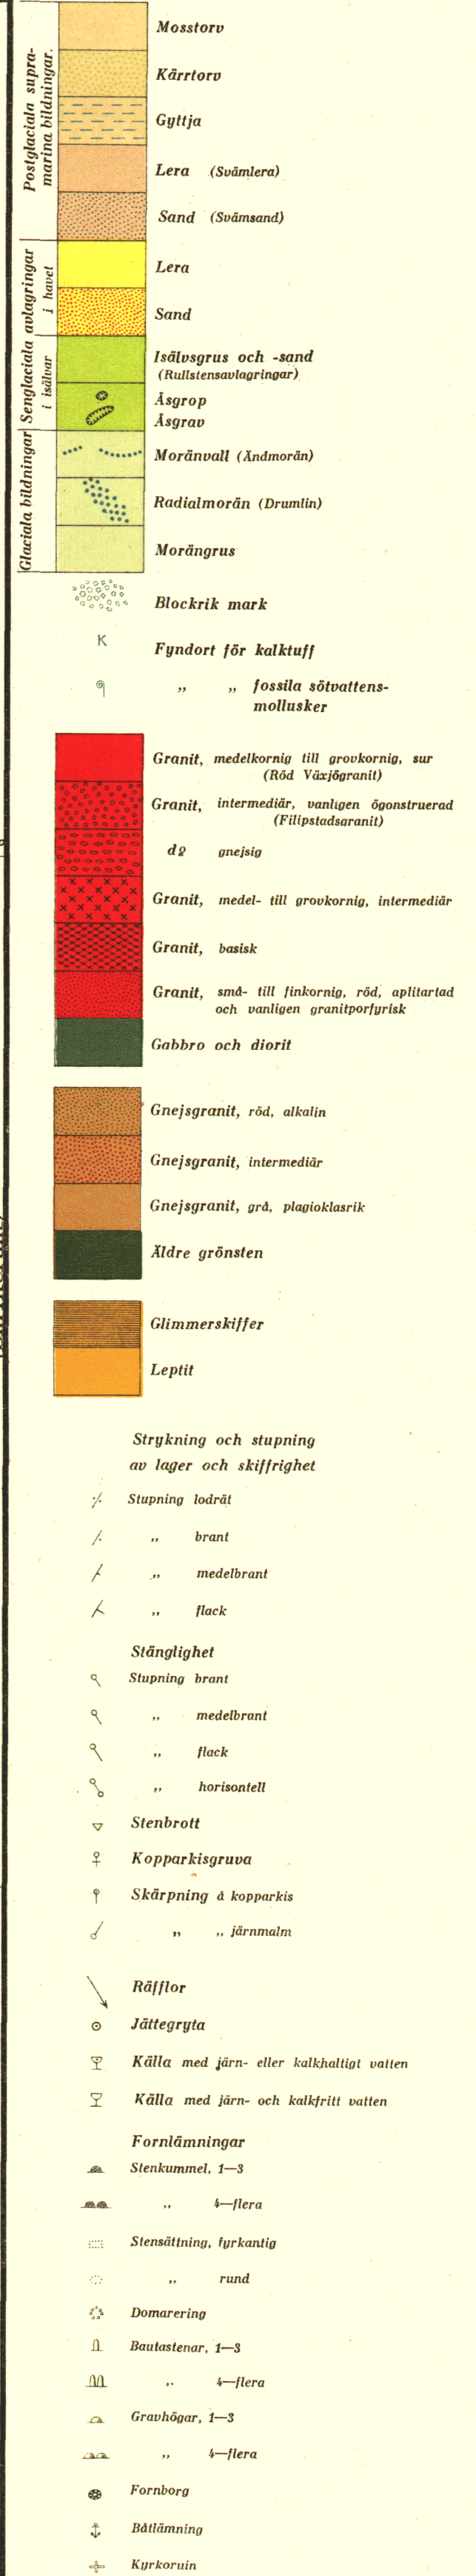 Postglaciala supra-
marina bildningar.
Mosstorv
Kärrtorv
Gyttja
Lera (Svämlera)
Sand (Svämsand)
Senglaciala avlagringar
i havet
Lera
Sand
i isälvar
Isälvsgrus och -sand
(Rullstensavlagringar)
Åsgrop
Åsgrav
Glaciala bildningar
Moränvall (Ändmorän)
Radialmorän (Drumlin)
Morängrus
Blockrik mark
K Fyndort för kalktuff
„ „ fossila sötvattens-
mollusker
Granit, medelkornig till grovkornig, sur
(Röd Växjögranit)
Granit, intermediär, vanligen ögonstruerad
(Filipstadsgranit)
dº gnejsig
Granit, medel- till grovkornig, intermediär
Granit, basisk
Granit, små- till finkornig, röd, aplitartad
och vanligen granitporfyrisk
Gabbro och diorit
Gnejsgranit, röd, alkalin
Gnejsgranit, intermediär
Gnejsgranit, grå, plagioklasrik
Äldre grönsten
Glimmerskiffer
Leptit
Strykning och stupning
av lager och skiffrighet
Stupning lodrät
„ brant
„ medelbrant
„ flack
Stänglighet
Stupning brant
„ medelbrant
„ flack
„ horisontell
Stenbrott
Kopparkisgruva
Skärpning å kopparkis
„ „ järnmalm
Räfflor
Jättegryta
Källa med järn- eller kalkhaltigt vatten
Källa med järn- och kalkfritt vatten
Fornlämningar
Stenkummel, 1—3
„ 4—flera
Stensättning, fyrkantig
„ rund
Domarering
Bautastenar, 1—3
„ 4—flera
Gravhögar, 1—3
„ 4—flera
Fornborg
Båtlämning
Kyrkoruin